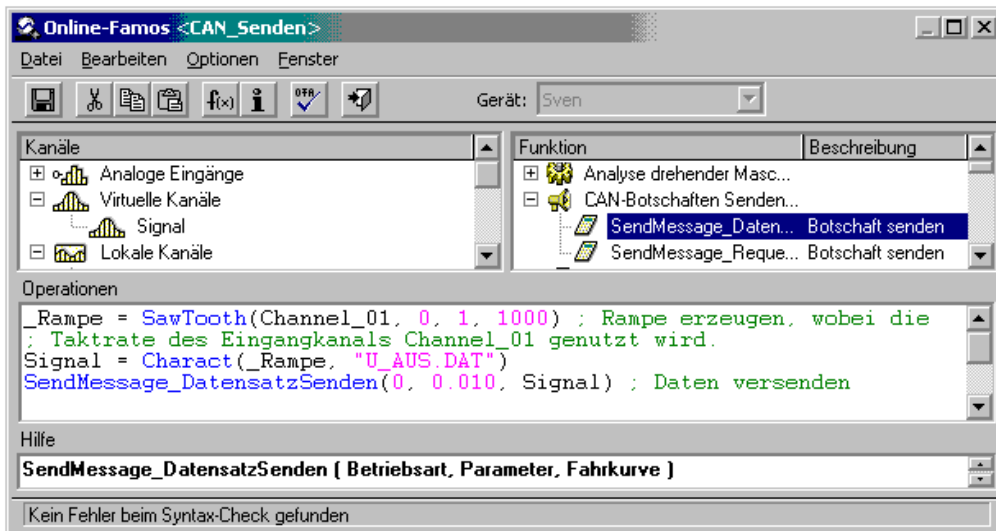 Online-Famos <CAN_Senden>
Datei Bearbeiten Optionen Fenster
f(x) i OFA Gerät: Sven
Kanäle
Analoge Eingänge
Virtuelle Kanäle
Signal
Lokale Kanäle
Funktion Beschreibung
Analyse drehender Masc...
CAN-Botschaften Senden...
SendMessage_Daten... Botschaft senden
SendMessage_Reque... Botschaft senden
Operationen
_Rampe = SawTooth(Channel_01, 0, 1, 1000) ; Rampe erzeugen, wobei die
; Taktrate des Eingangkanals Channel_01 genutzt wird.
Signal = Charact(_Rampe, "U_AUS.DAT")
SendMessage_DatensatzSenden(0, 0.010, Signal) ; Daten versenden
Hilfe
SendMessage_DatensatzSenden ( Betriebsart, Parameter, Fahrkurve )
Kein Fehler beim Syntax-Check gefunden